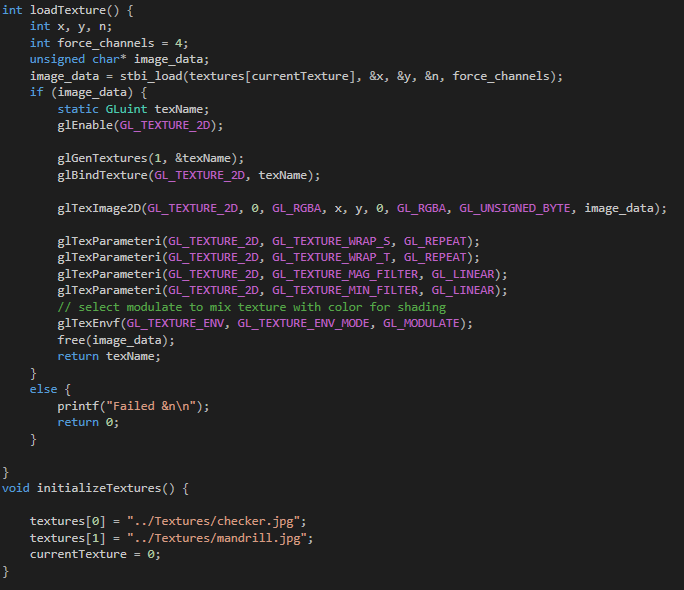 int loadTexture() {
    int x, y, n;
    int force_channels = 4;
    unsigned char* image_data;
    image_data = stbi_load(textures[currentTexture], &x, &y, &n, force_channels);
    if (image_data) {
        static GLuint texName;
        glEnable(GL_TEXTURE_2D);

        glGenTextures(1, &texName);
        glBindTexture(GL_TEXTURE_2D, texName);

        glTexImage2D(GL_TEXTURE_2D, 0, GL_RGBA, x, y, 0, GL_RGBA, GL_UNSIGNED_BYTE, image_data);

        glTexParameteri(GL_TEXTURE_2D, GL_TEXTURE_WRAP_S, GL_REPEAT);
        glTexParameteri(GL_TEXTURE_2D, GL_TEXTURE_WRAP_T, GL_REPEAT);
        glTexParameteri(GL_TEXTURE_2D, GL_TEXTURE_MAG_FILTER, GL_LINEAR);
        glTexParameteri(GL_TEXTURE_2D, GL_TEXTURE_MIN_FILTER, GL_LINEAR);
        // select modulate to mix texture with color for shading
        glTexEnvf(GL_TEXTURE_ENV, GL_TEXTURE_ENV_MODE, GL_MODULATE);
        free(image_data);
        return texName;
    }
    else {
        printf("Failed &n\n");
        return 0;
    }

}
void initializeTextures() {

    textures[0] = "../Textures/checker.jpg";
    textures[1] = "../Textures/mandrill.jpg";
    currentTexture = 0;
}